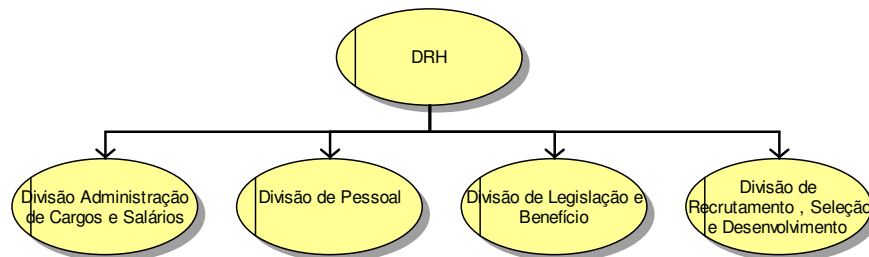 DRH
Divisão Administração
de Cargos e Salários
Divisão de Pessoal
Divisão de Legislação e
Benefício
Divisão de
Recrutamento , Seleção
e Desenvolvimento